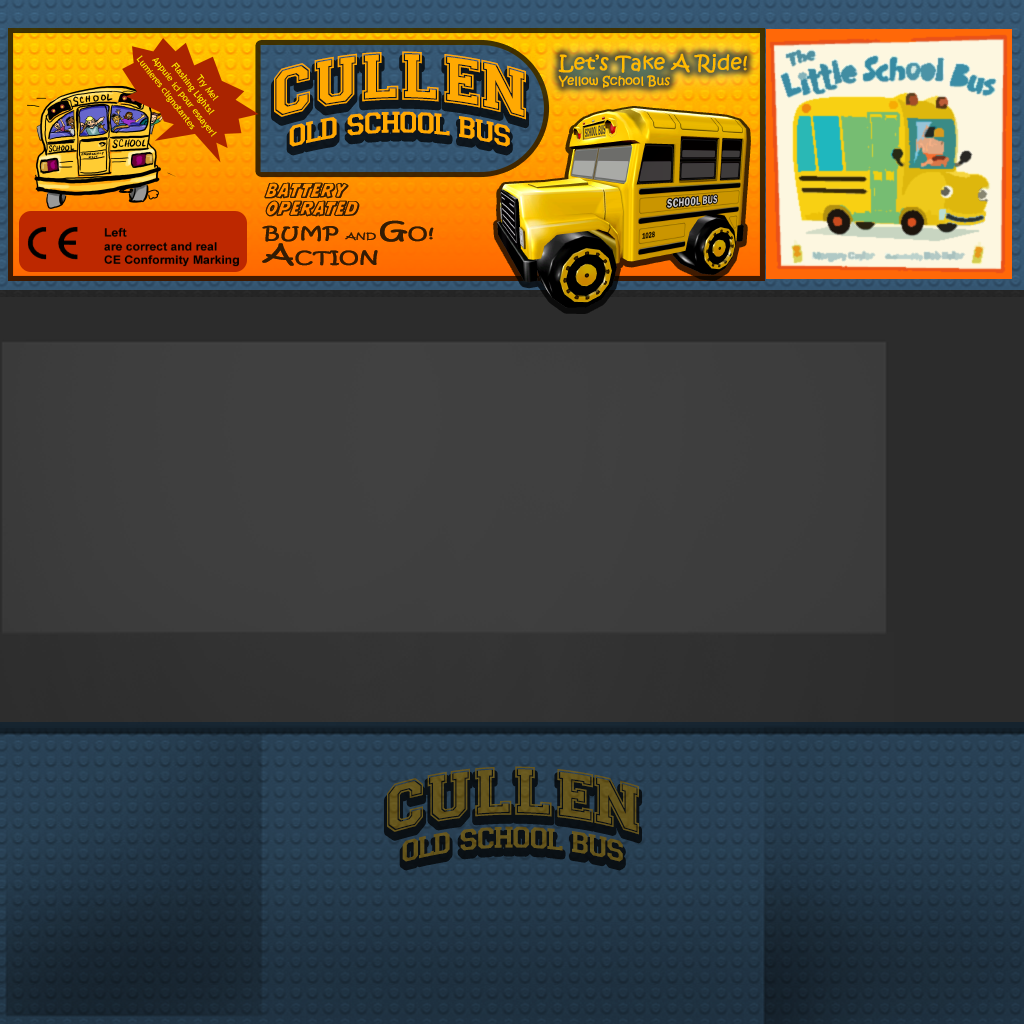 Try Me!
Flashing Lights!
Appuie ici pour essayer!
Lumieres clignotantes
SCHOOL
SCHOOL
SCHOOL
CE
Left
are correct and real
CE Conformity Marking
CULLEN
OLD SCHOOL BUS
BATTERY
OPERATED
BUMP AND GO!
ACTION
Let's Take A Ride!
Yellow School Bus
SCHOOL BUS
SCHOOL BUS
1028
The
Little School Bus
Margery Cuyler
illustrated by Bob Kolar
CULLEN
OLD SCHOOL BUS